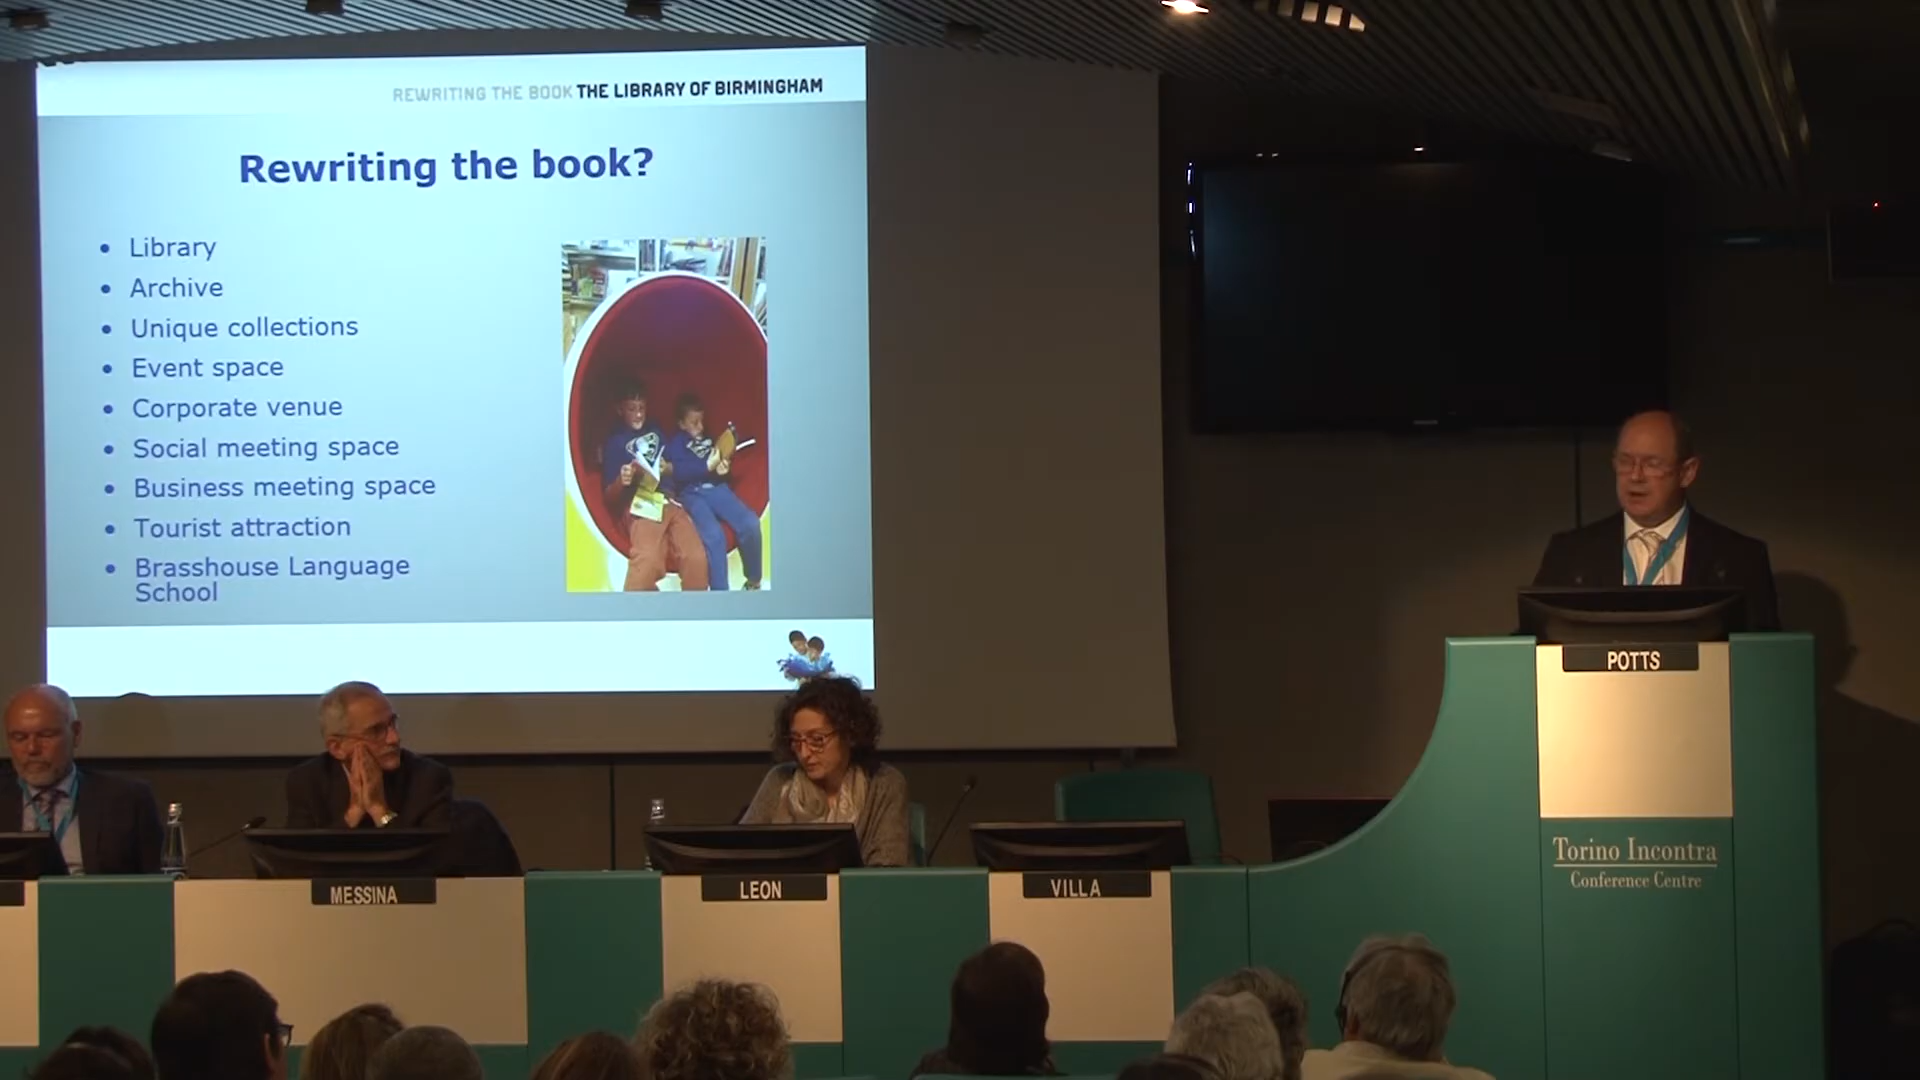 REWRITING THE BOOK THE LIBRARY OF BIRMINGHAM
Rewriting the book?
• Library
• Archive
• Unique collections
• Event space
• Corporate venue
• Social meeting space
• Business meeting space
• Tourist attraction
• Brasshouse Language
School
POTTS
Torino Incontra
Conference Centre
MESSINA
LEON
VILLA